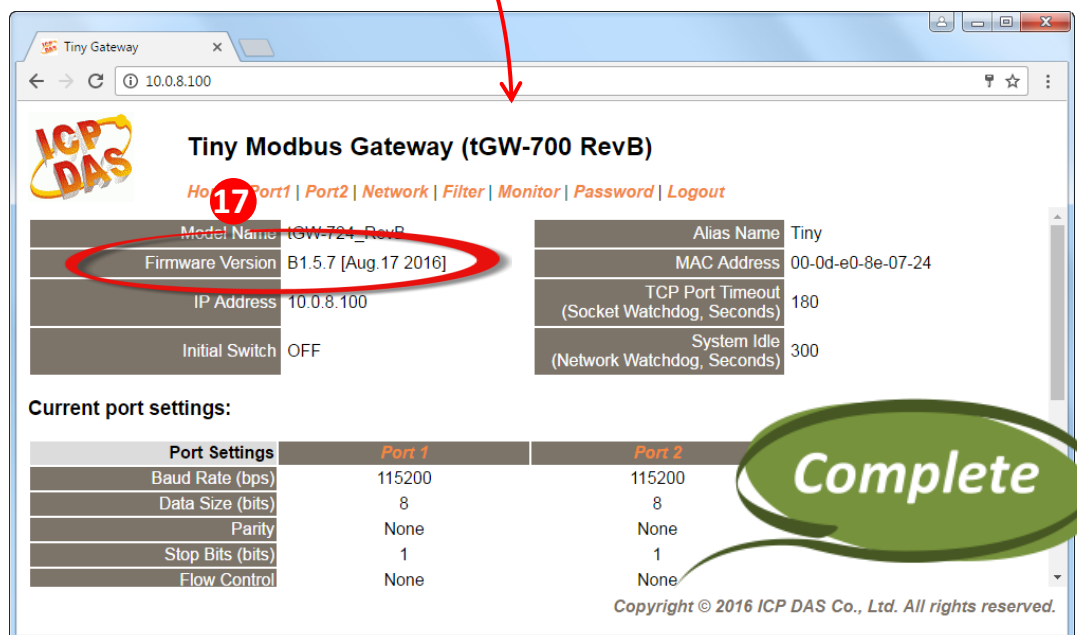 Tiny Gateway
10.0.8.100
ICP DAS
Tiny Modbus Gateway (tGW-700 RevB)
Port1 | Port2 | Network | Filter | Monitor | Password | Logout
17
Model Name tGW-724_RevB Alias Name Tiny
Firmware Version B1.5.7 [Aug.17 2016] MAC Address 00-0d-e0-8e-07-24
IP Address 10.0.8.100 TCP Port Timeout (Socket Watchdog, Seconds) 180
Initial Switch OFF System Idle (Network Watchdog, Seconds) 300
Current port settings:
Port Settings Port 1 Port 2
Baud Rate (bps) 115200 115200
Data Size (bits) 8 8
Parity None None
Stop Bits (bits) 1 1
Flow Control None None
Complete
Copyright © 2016 ICP DAS Co., Ltd. All rights reserved.